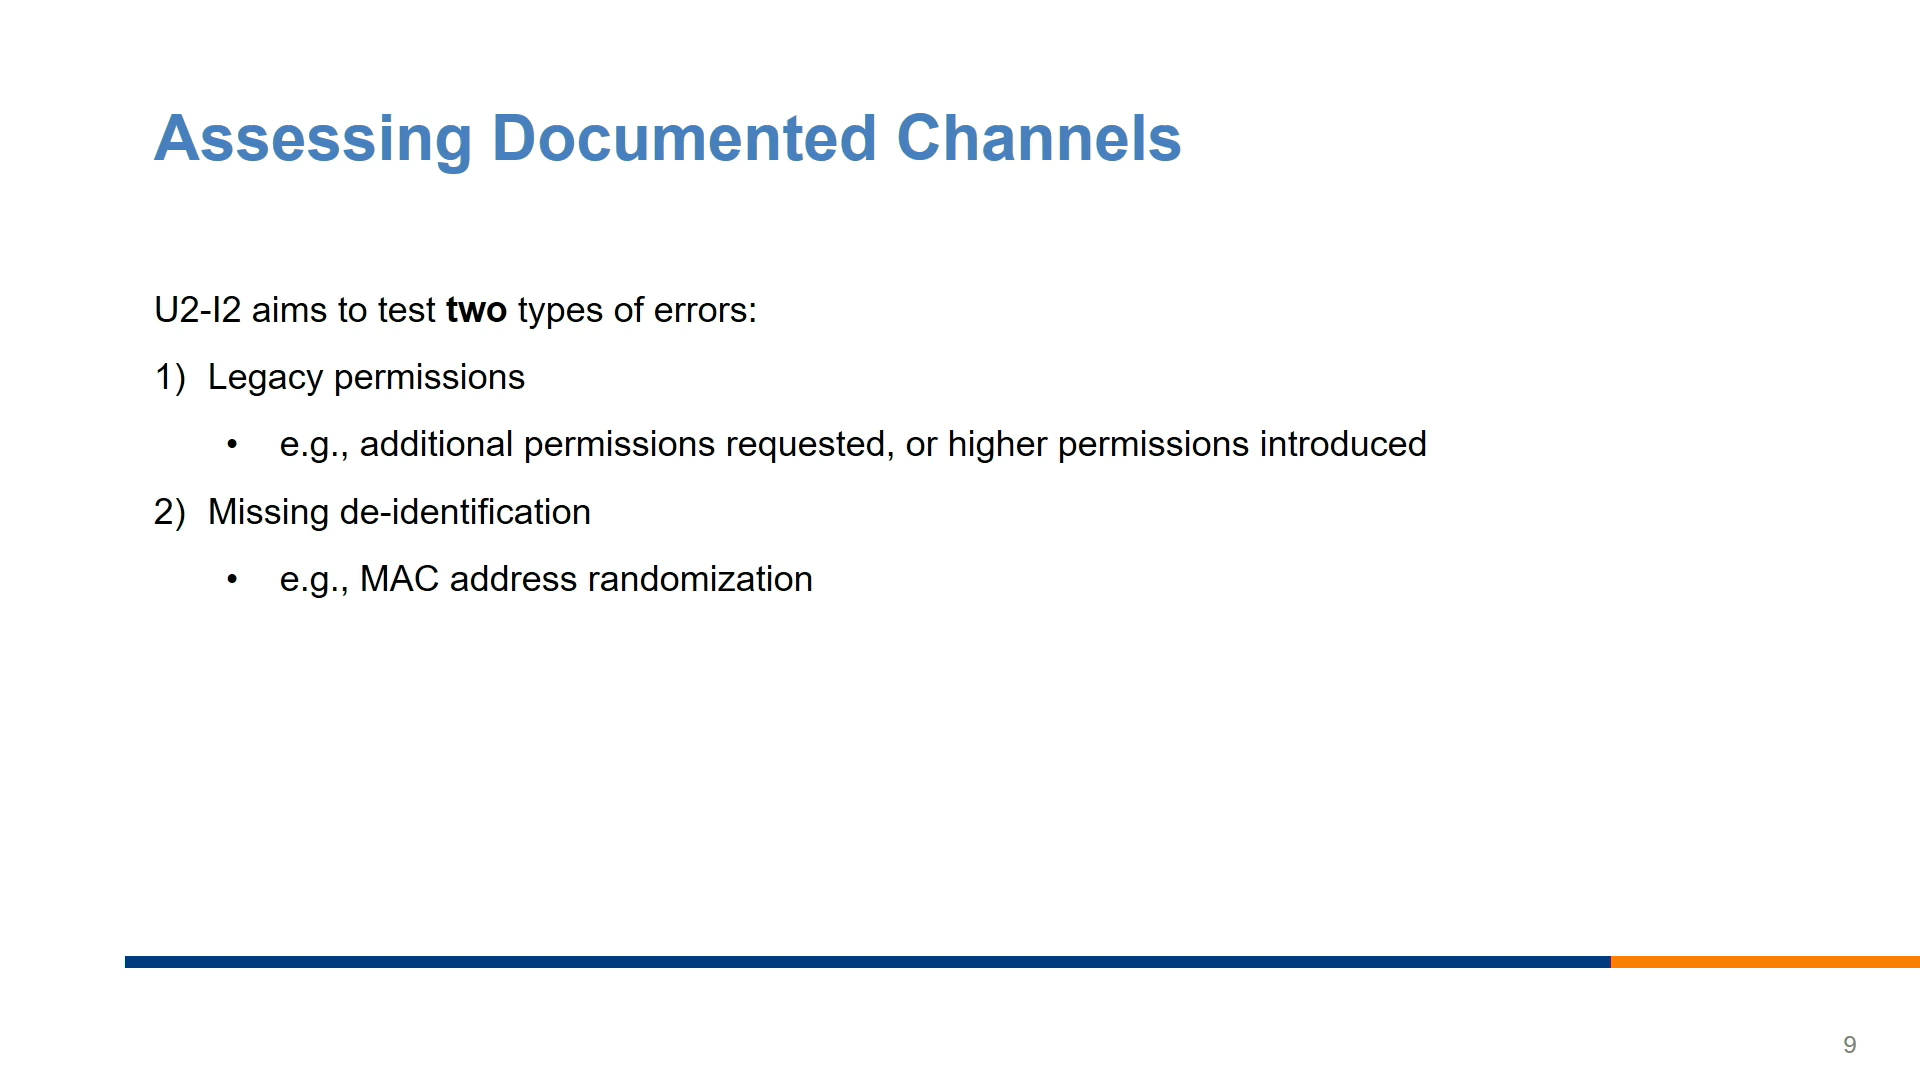 Assessing Documented Channels
U2-I2 aims to test two types of errors:
1) Legacy permissions
• e.g., additional permissions requested, or higher permissions introduced
2) Missing de-identification
• e.g., MAC address randomization
9